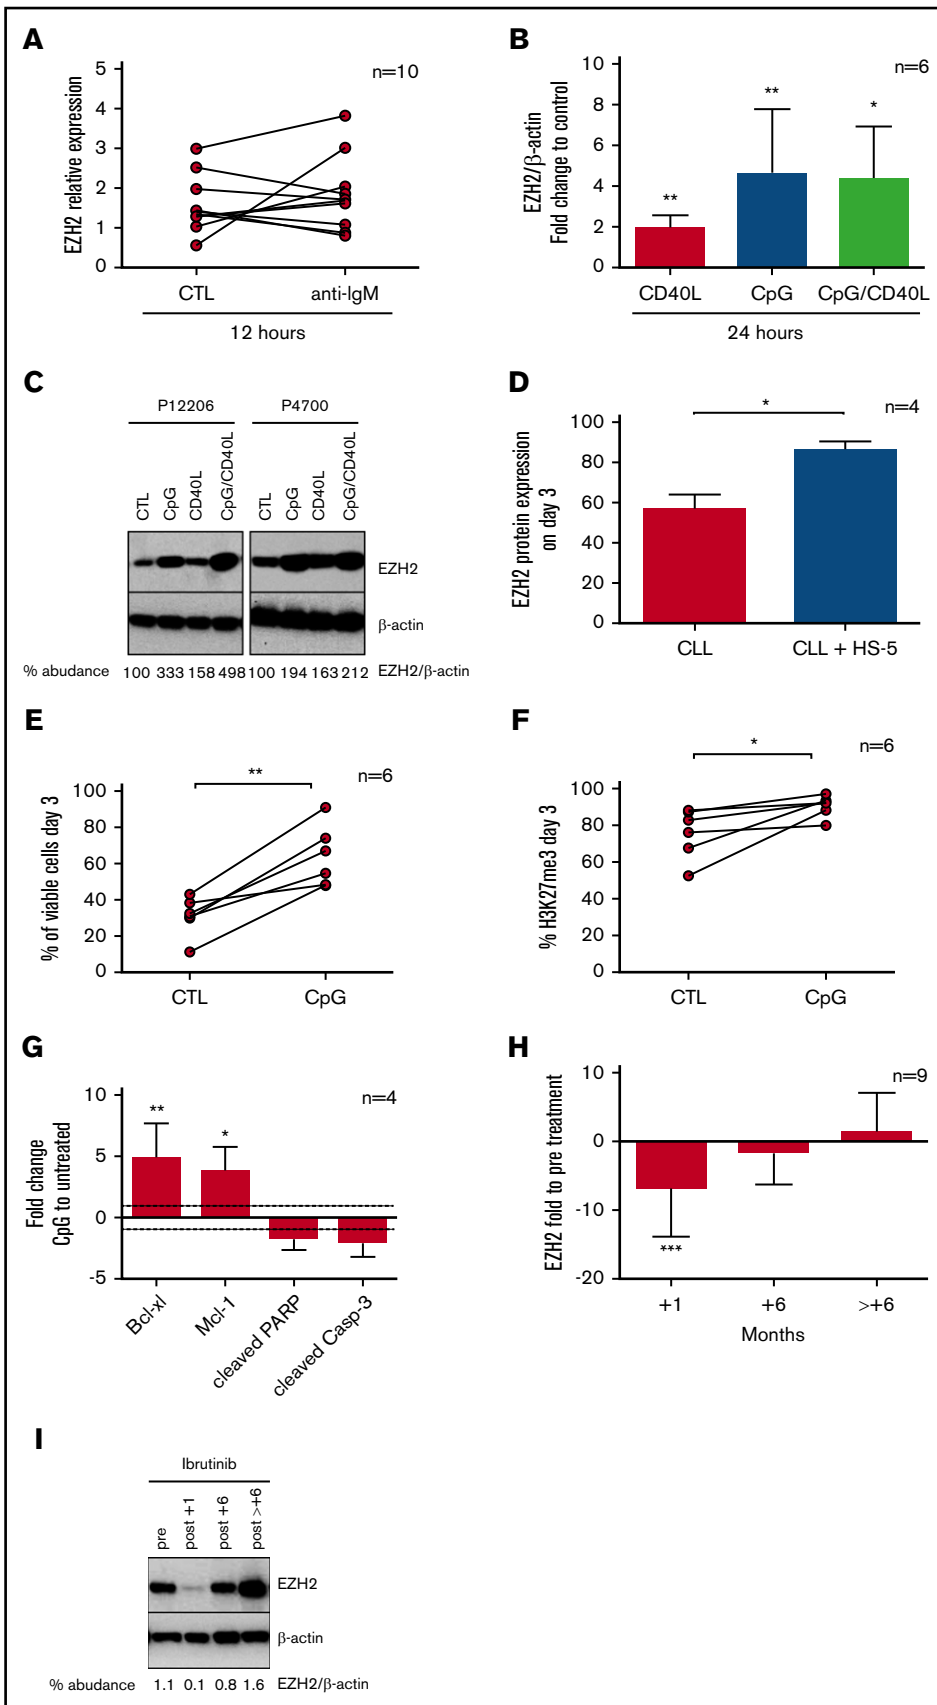 A
n=10
EZH2 relative expression
5
4
3
2
1
0
CTL
anti-IgM
12 hours
B
n=6
EZH2/β-actin
Fold change to control
10
8
6
4
2
0
**
**
*
CD40L
CpG
CpG/CD40L
24 hours
C
P12206
P4700
CTL
CpG
CD40L
CpG/CD40L
CTL
CpG
CD40L
CpG/CD40L
EZH2
β-actin
% abudance 100 333 158 498 100 194 163 212 EZH2/β-actin
D
n=4
*
EZH2 protein expression
on day 3
100
80
60
40
20
0
CLL
CLL + HS-5
E
n=6
**
% of viable cells day 3
100
80
60
40
20
0
CTL
CpG
F
n=6
*
% H3K27me3 day 3
100
80
60
40
20
0
CTL
CpG
G
n=4
Fold change
CpG to untreated
10
5
0
-5
**
*
Bcl-xl
Mcl-1
cleaved PARP
cleaved Casp-3
H
n=9
EZH2 fold to pre treatment
10
0
-10
-20
***
+1
+6
>+6
Months
I
Ibrutinib
pre
post +1
post +6
post >+6
EZH2
β-actin
% abudance 1.1 0.1 0.8 1.6 EZH2/β-actin